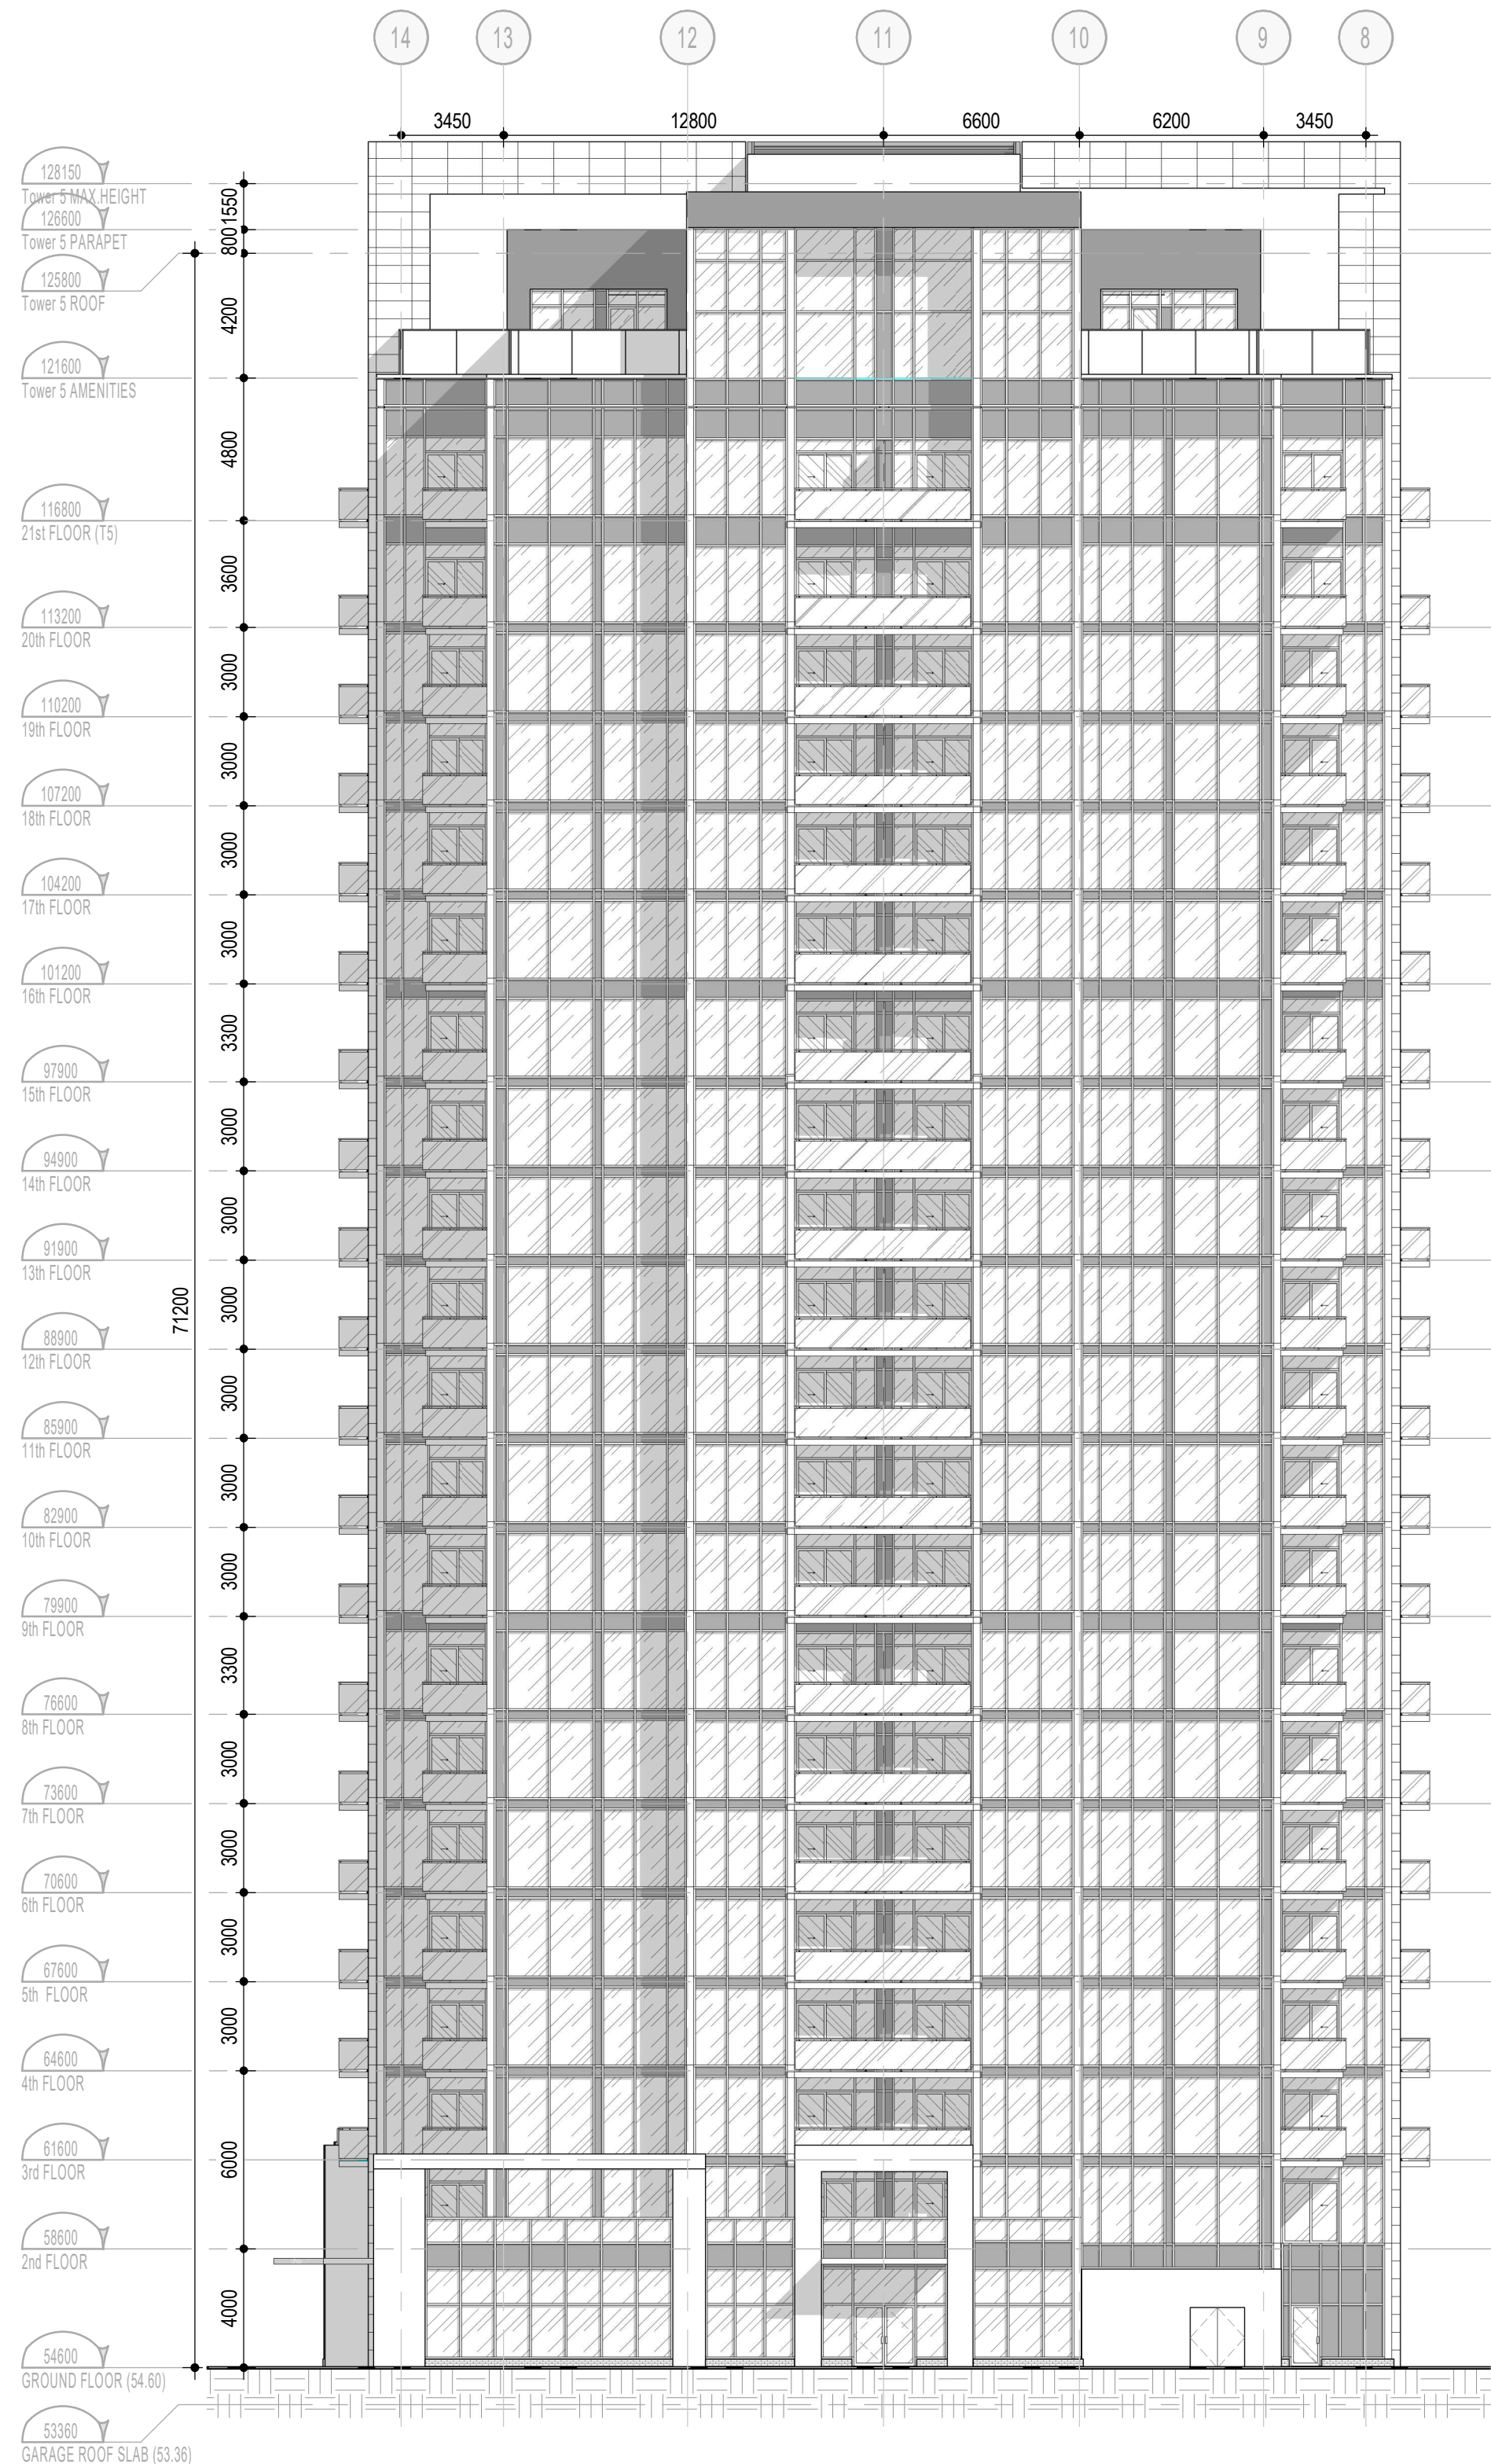 14 13 12 11 10 9 8
3450 12800 6600 6200 3450
128150
Tower 5 MAX.HEIGHT
1550
126600
Tower 5 PARAPET
800
125800
Tower 5 ROOF
4200
121600
Tower 5 AMENITIES
4800
116800
21st FLOOR (T5)
3600
113200
20th FLOOR
3000
110200
19th FLOOR
3000
107200
18th FLOOR
3000
104200
17th FLOOR
3000
101200
16th FLOOR
3300
97900
15th FLOOR
3000
94900
14th FLOOR
3000
91900
13th FLOOR
3000
71200
88900
12th FLOOR
3000
85900
11th FLOOR
3000
82900
10th FLOOR
3000
79900
9th FLOOR
3300
76600
8th FLOOR
3000
73600
7th FLOOR
3000
70600
6th FLOOR
3000
67600
5th FLOOR
3000
64600
4th FLOOR
6000
61600
3rd FLOOR
58600
2nd FLOOR
4000
54600
GROUND FLOOR (54.60)
53360
GARAGE ROOF SLAB (53.36)